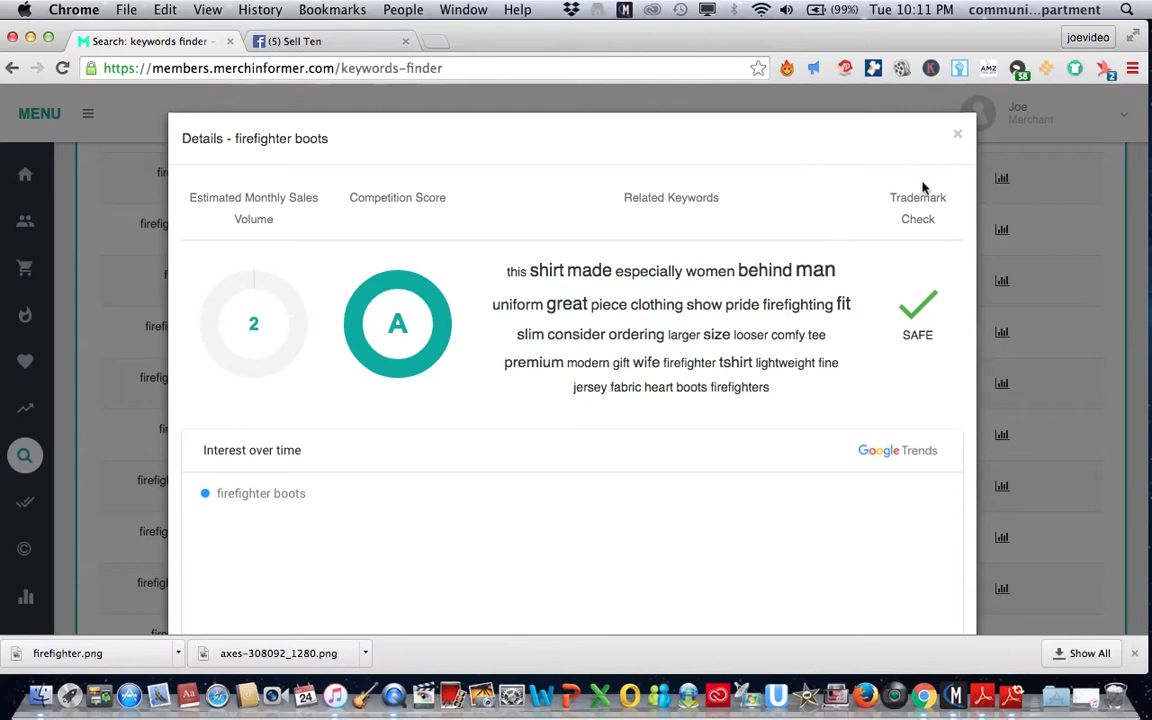 Chrome File Edit View History Bookmarks People Window Help (99%) Tue 10:11 PM communi...partment
Search: keywords finder - (5) Sell Ten joevideo
https://members.merchinformer.com/keywords-finder 58 AMZ 2
MENU Joe
Merchant
Details - firefighter boots
Estimated Monthly Sales Volume Competition Score Related Keywords Trademark Check
2 A
this shirt made especially women behind man
uniform great piece clothing show pride firefighting fit
slim consider ordering larger size looser comfy tee
premium modern gift wife firefighter tshirt lightweight fine
jersey fabric heart boots firefighters
SAFE
Interest over time Google Trends
firefighter boots
firefighter.png axes-308092_1280.png Show All